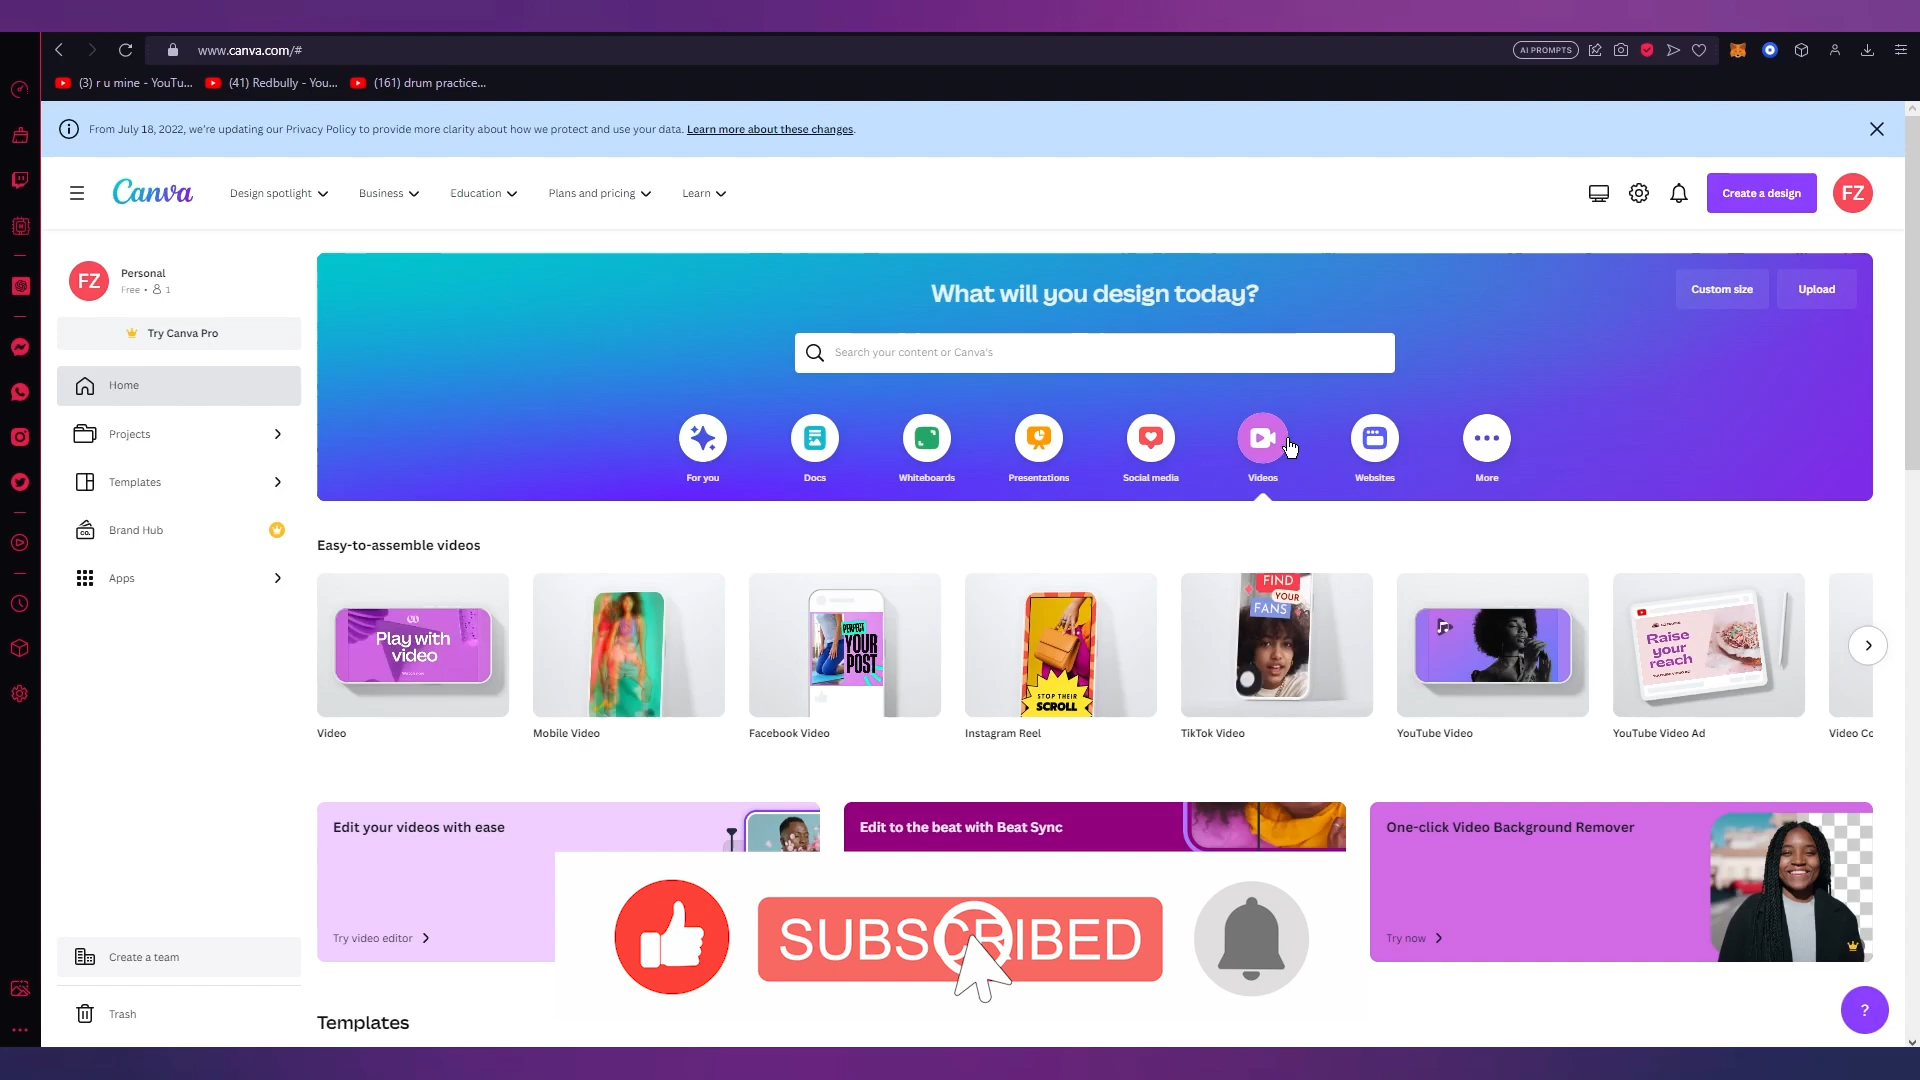 www.canva.com/#
AI PROMPTS
(3) r u mine - YouTu...
(41) Redbully - You...
(161) drum practice...
From July 18, 2022, we're updating our Privacy Policy to provide more clarity about how we protect and use your data. Learn more about these changes.
Canva
Design spotlight
Business
Education
Plans and pricing
Learn
Create a design
FZ
FZ
Personal
Free • 1
Try Canva Pro
Home
Projects
Templates
Brand Hub
Apps
Create a team
Trash
What will you design today?
Custom size
Upload
Search your content or Canva's
For you
Docs
Whiteboards
Presentations
Social media
Videos
Websites
More
Easy-to-assemble videos
Play with
video
PERFECT
YOUR
POST
STOP THEIR
SCROLL
FIND
YOUR
FANS
Raise
your
reach
Video
Mobile Video
Facebook Video
Instagram Reel
TikTok Video
YouTube Video
YouTube Video Ad
Video Co
Edit your videos with ease
Try video editor
Edit to the beat with Beat Sync
One-click Video Background Remover
Try now
SUBSCRIBED
Templates
?